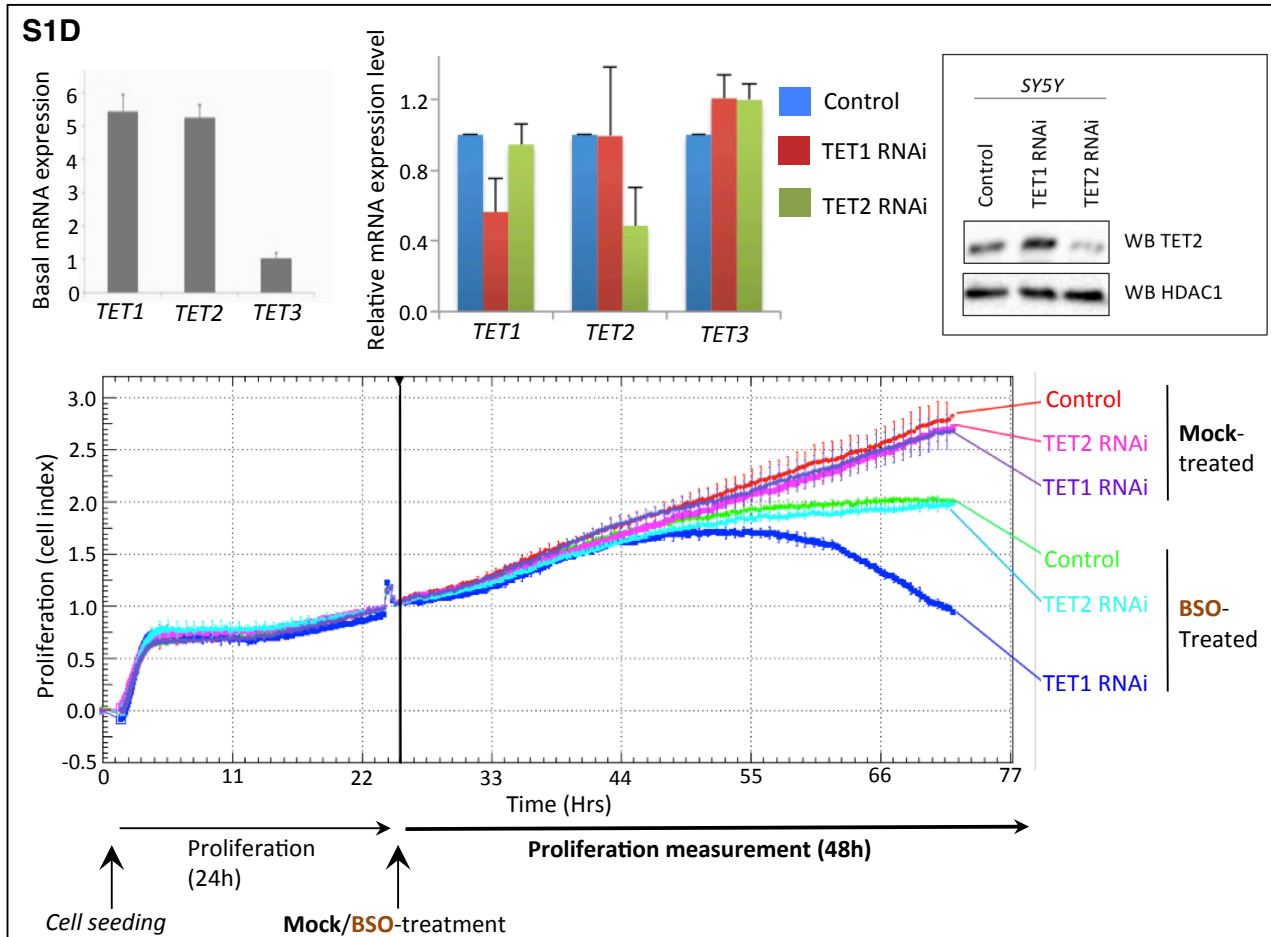 S1D
Basal mRNA expression
6
5
4
3
2
1
0
TET1 TET2 TET3
Relative mRNA expression level
1.2
0.8
0.4
0.0
TET1 TET2 TET3
Control
TET1 RNAi
TET2 RNAi
SY5Y
Control
TET1 RNAi
TET2 RNAi
WB TET2
WB HDAC1
Proliferation (cell index)
3.0
2.5
2.0
1.5
1.0
0.5
0.0
-0.5
0 11 22 33 44 55 66 77
Time (Hrs)
Control
TET2 RNAi
TET1 RNAi
Mock-
treated
Control
TET2 RNAi
TET1 RNAi
BSO-
Treated
Proliferation
(24h)
Proliferation measurement (48h)
Cell seeding
Mock/BSO-treatment